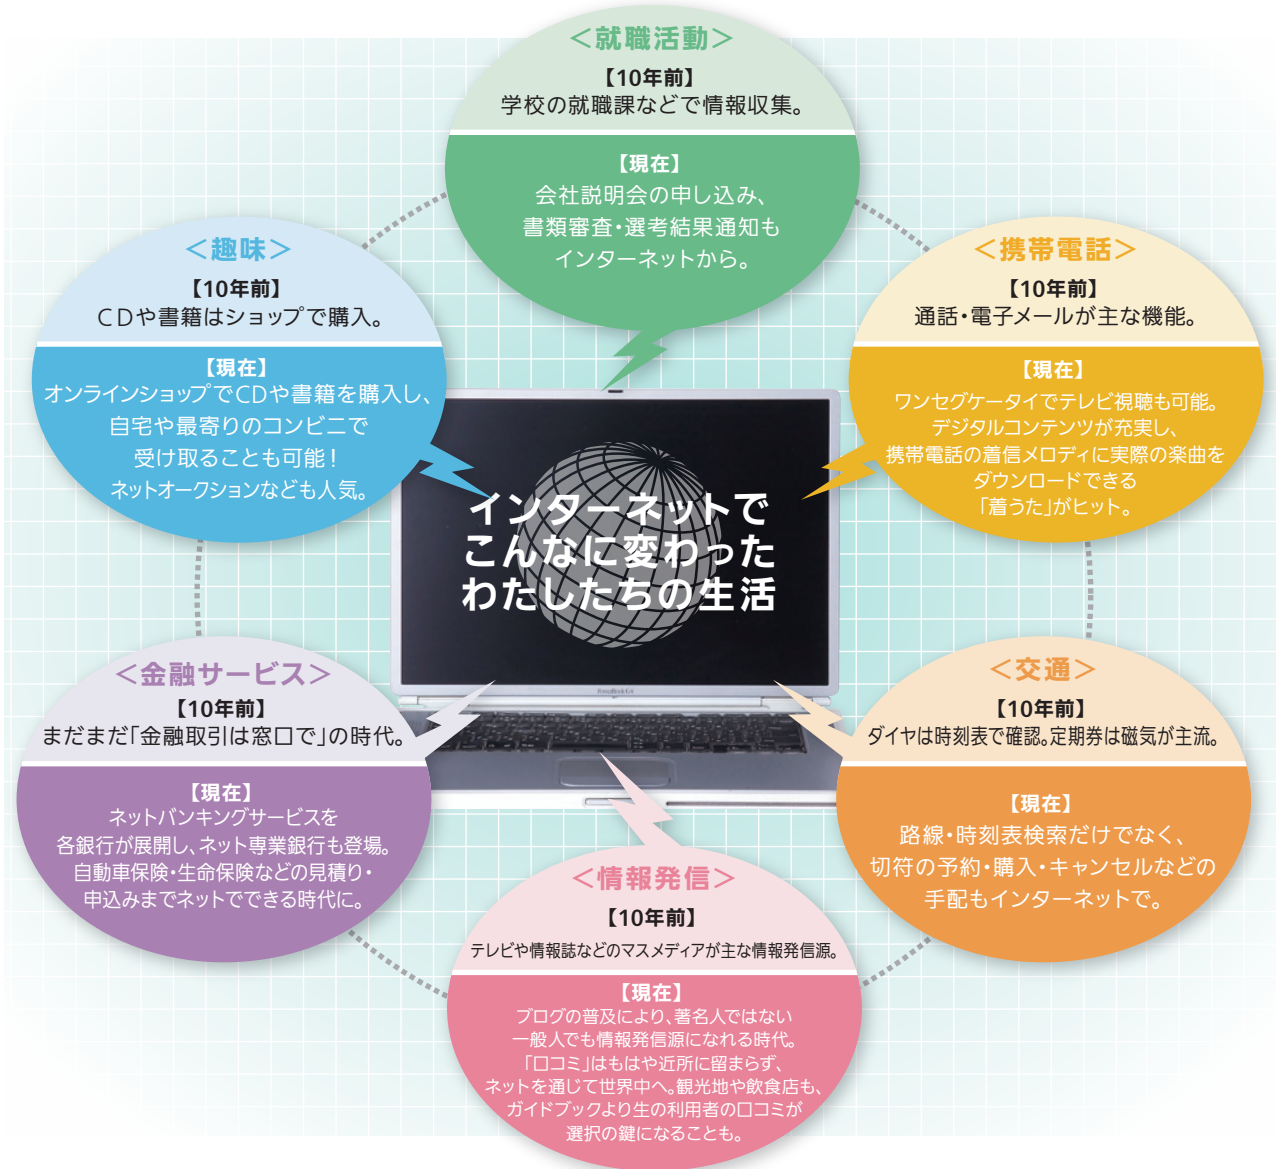 ＜就職活動＞
【10年前】
学校の就職課などで情報収集。
【現在】
会社説明会の申し込み、
書類審査・選考結果通知も
インターネットから。
＜趣味＞
【10年前】
CDや書籍はショップで購入。
【現在】
オンラインショップでCDや書籍を購入し、
自宅や最寄りのコンビニで
受け取ることも可能！
ネットオークションなども人気。
＜携帯電話＞
【10年前】
通話・電子メールが主な機能。
【現在】
ワンセグケータイでテレビ視聴も可能。
デジタルコンテンツが充実し、
携帯電話の着信メロディに実際の楽曲を
ダウンロードできる
「着うた」がヒット。
インターネットで
こんなに変わった
わたしたちの生活
PowerBook G4
＜金融サービス＞
【10年前】
まだまだ「金融取引は窓口で」の時代。
【現在】
ネットバンキングサービスを
各銀行が展開し、ネット専業銀行も登場。
自動車保険・生命保険などの見積り・
申込みまでネットでできる時代に。
＜交通＞
【10年前】
ダイヤは時刻表で確認。定期券は磁気が主流。
【現在】
路線・時刻表検索だけでなく、
切符の予約・購入・キャンセルなどの
手配もインターネットで。
＜情報発信＞
【10年前】
テレビや情報誌などのマスメディアが主な情報発信源。
【現在】
ブログの普及により、著名人ではない
一般人でも情報発信源になれる時代。
「口コミ」はもはや近所に留まらず、
ネットを通じて世界中へ。観光地や飲食店も、
ガイドブックより生の利用者の口コミが
選択の鍵になることも。